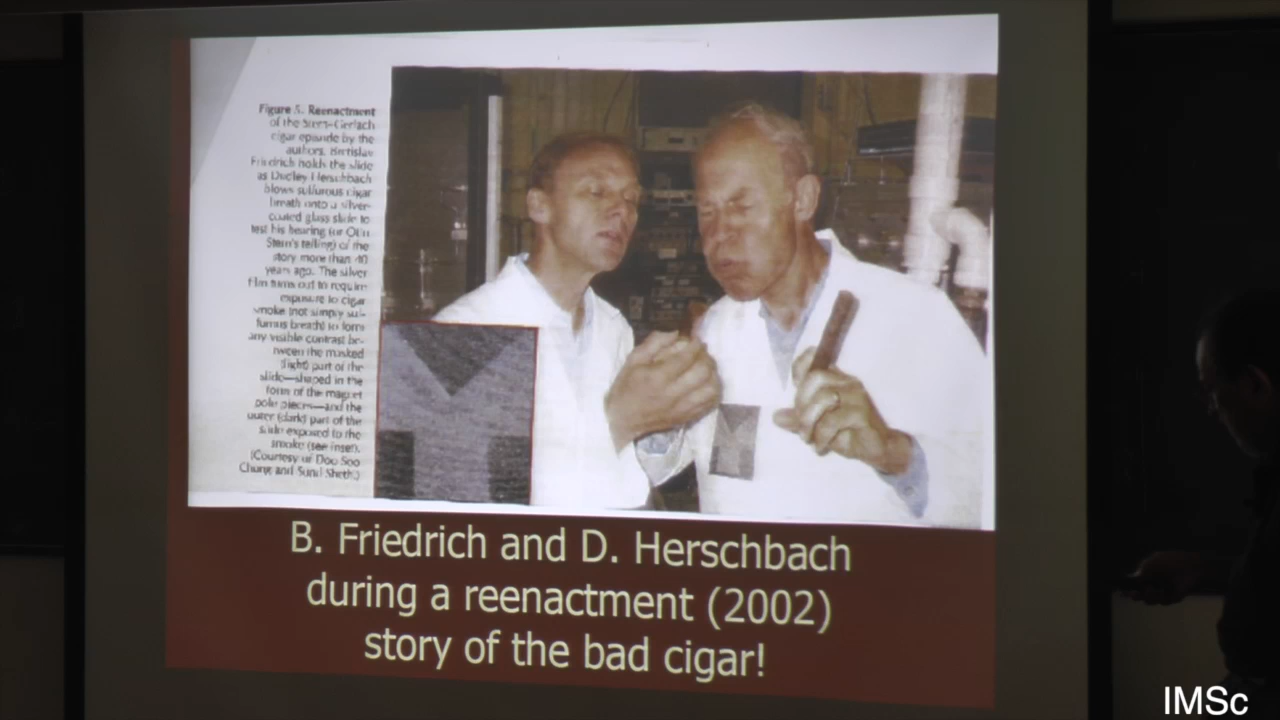 Figure 5. Reenactment
of the Stern–Gerlach
cigar episode by the
authors. Bretislav
Friedrich holds the slide
as Dudley Herschbach
blows sulfurous cigar
breath onto a silver-
coated glass slide to
test his hearing (or Otto
Stern's telling) of the
story more than 40
years ago. The silver
film turns out to require
exposure to cigar
smoke (not simply sul-
furous breath) to form
any visible contrast be-
tween the masked
(light) part of the
slide—shaped in the
form of the magnet
pole pieces—and the
outer (dark) part of the
slide exposed to the
smoke (see inset).
(Courtesy of Doo Soo
Chung and Sunil Sheth.)
B. Friedrich and D. Herschbach
during a reenactment (2002)
story of the bad cigar!
IMSc